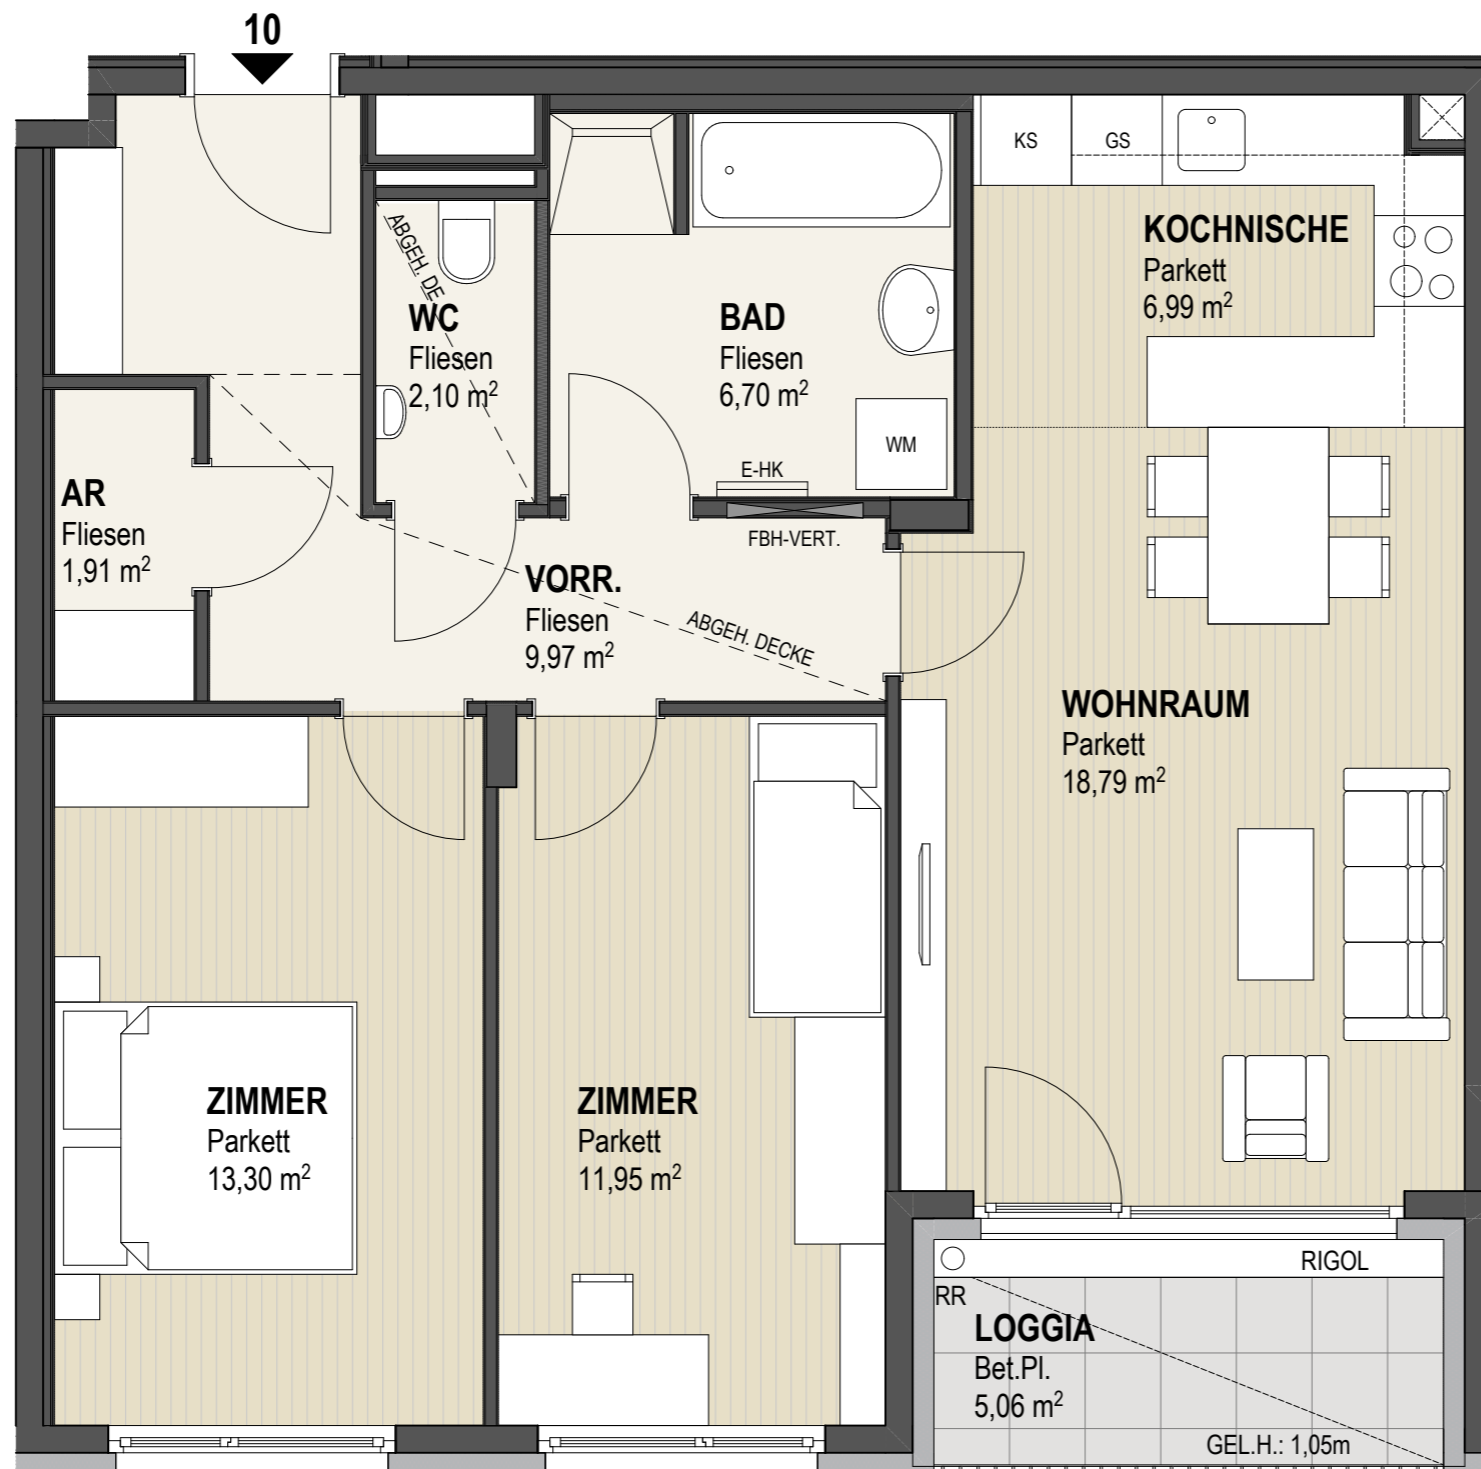 10
KS
GS
KOCHNISCHE
Parkett
6,99 m²
ABGEH. DE
WC
Fliesen
2,10 m²
BAD
Fliesen
6,70 m²
WM
E-HK
FBH-VERT.
AR
Fliesen
1,91 m²
VORR.
Fliesen
9,97 m²
ABGEH. DECKE
WOHNRAUM
Parkett
18,79 m²
ZIMMER
Parkett
13,30 m²
ZIMMER
Parkett
11,95 m²
RIGOL
RR
LOGGIA
Bet.Pl.
5,06 m²
GEL.H.: 1,05m